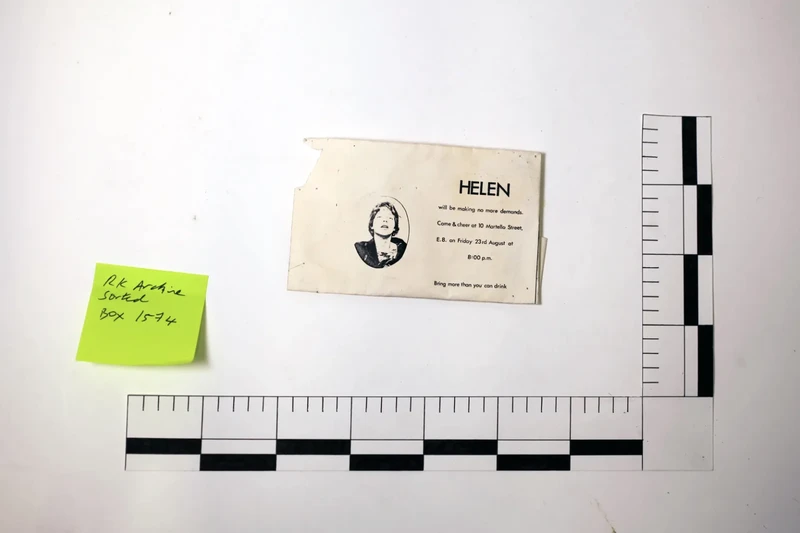 HELEN
will be making no more demands.
Come & cheer at 10 Martello Street,
E.8. on Friday 23rd August at
8:00 p.m.
Bring more than you can drink
RK Archive
Sorted
Box 1574